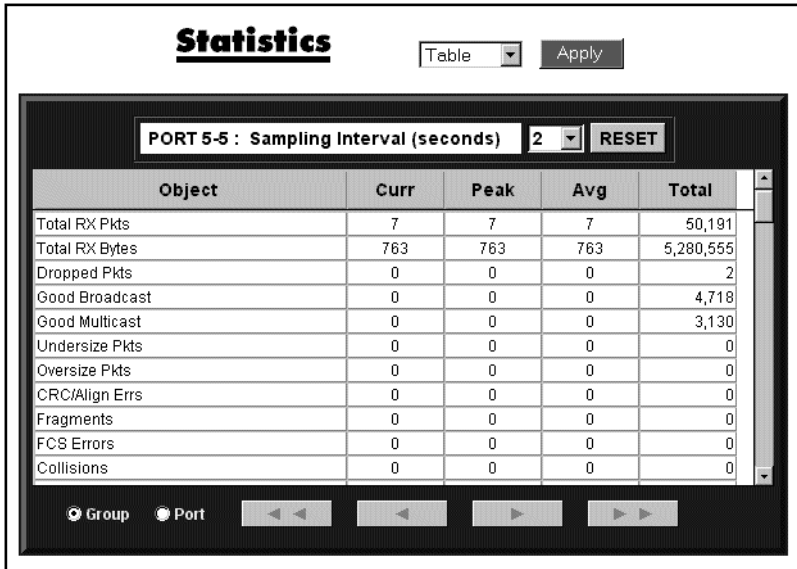 Statistics
Table Apply
PORT 5-5 : Sampling Interval (seconds) 2 RESET
Object Curr Peak Avg Total
Total RX Pkts 7 7 7 50,191
Total RX Bytes 763 763 763 5,280,555
Dropped Pkts 0 0 0 2
Good Broadcast 0 0 0 4,718
Good Multicast 0 0 0 3,130
Undersize Pkts 0 0 0 0
Oversize Pkts 0 0 0 0
CRC/Align Errs 0 0 0 0
Fragments 0 0 0 0
FCS Errors 0 0 0 0
Collisions 0 0 0 0
Group Port